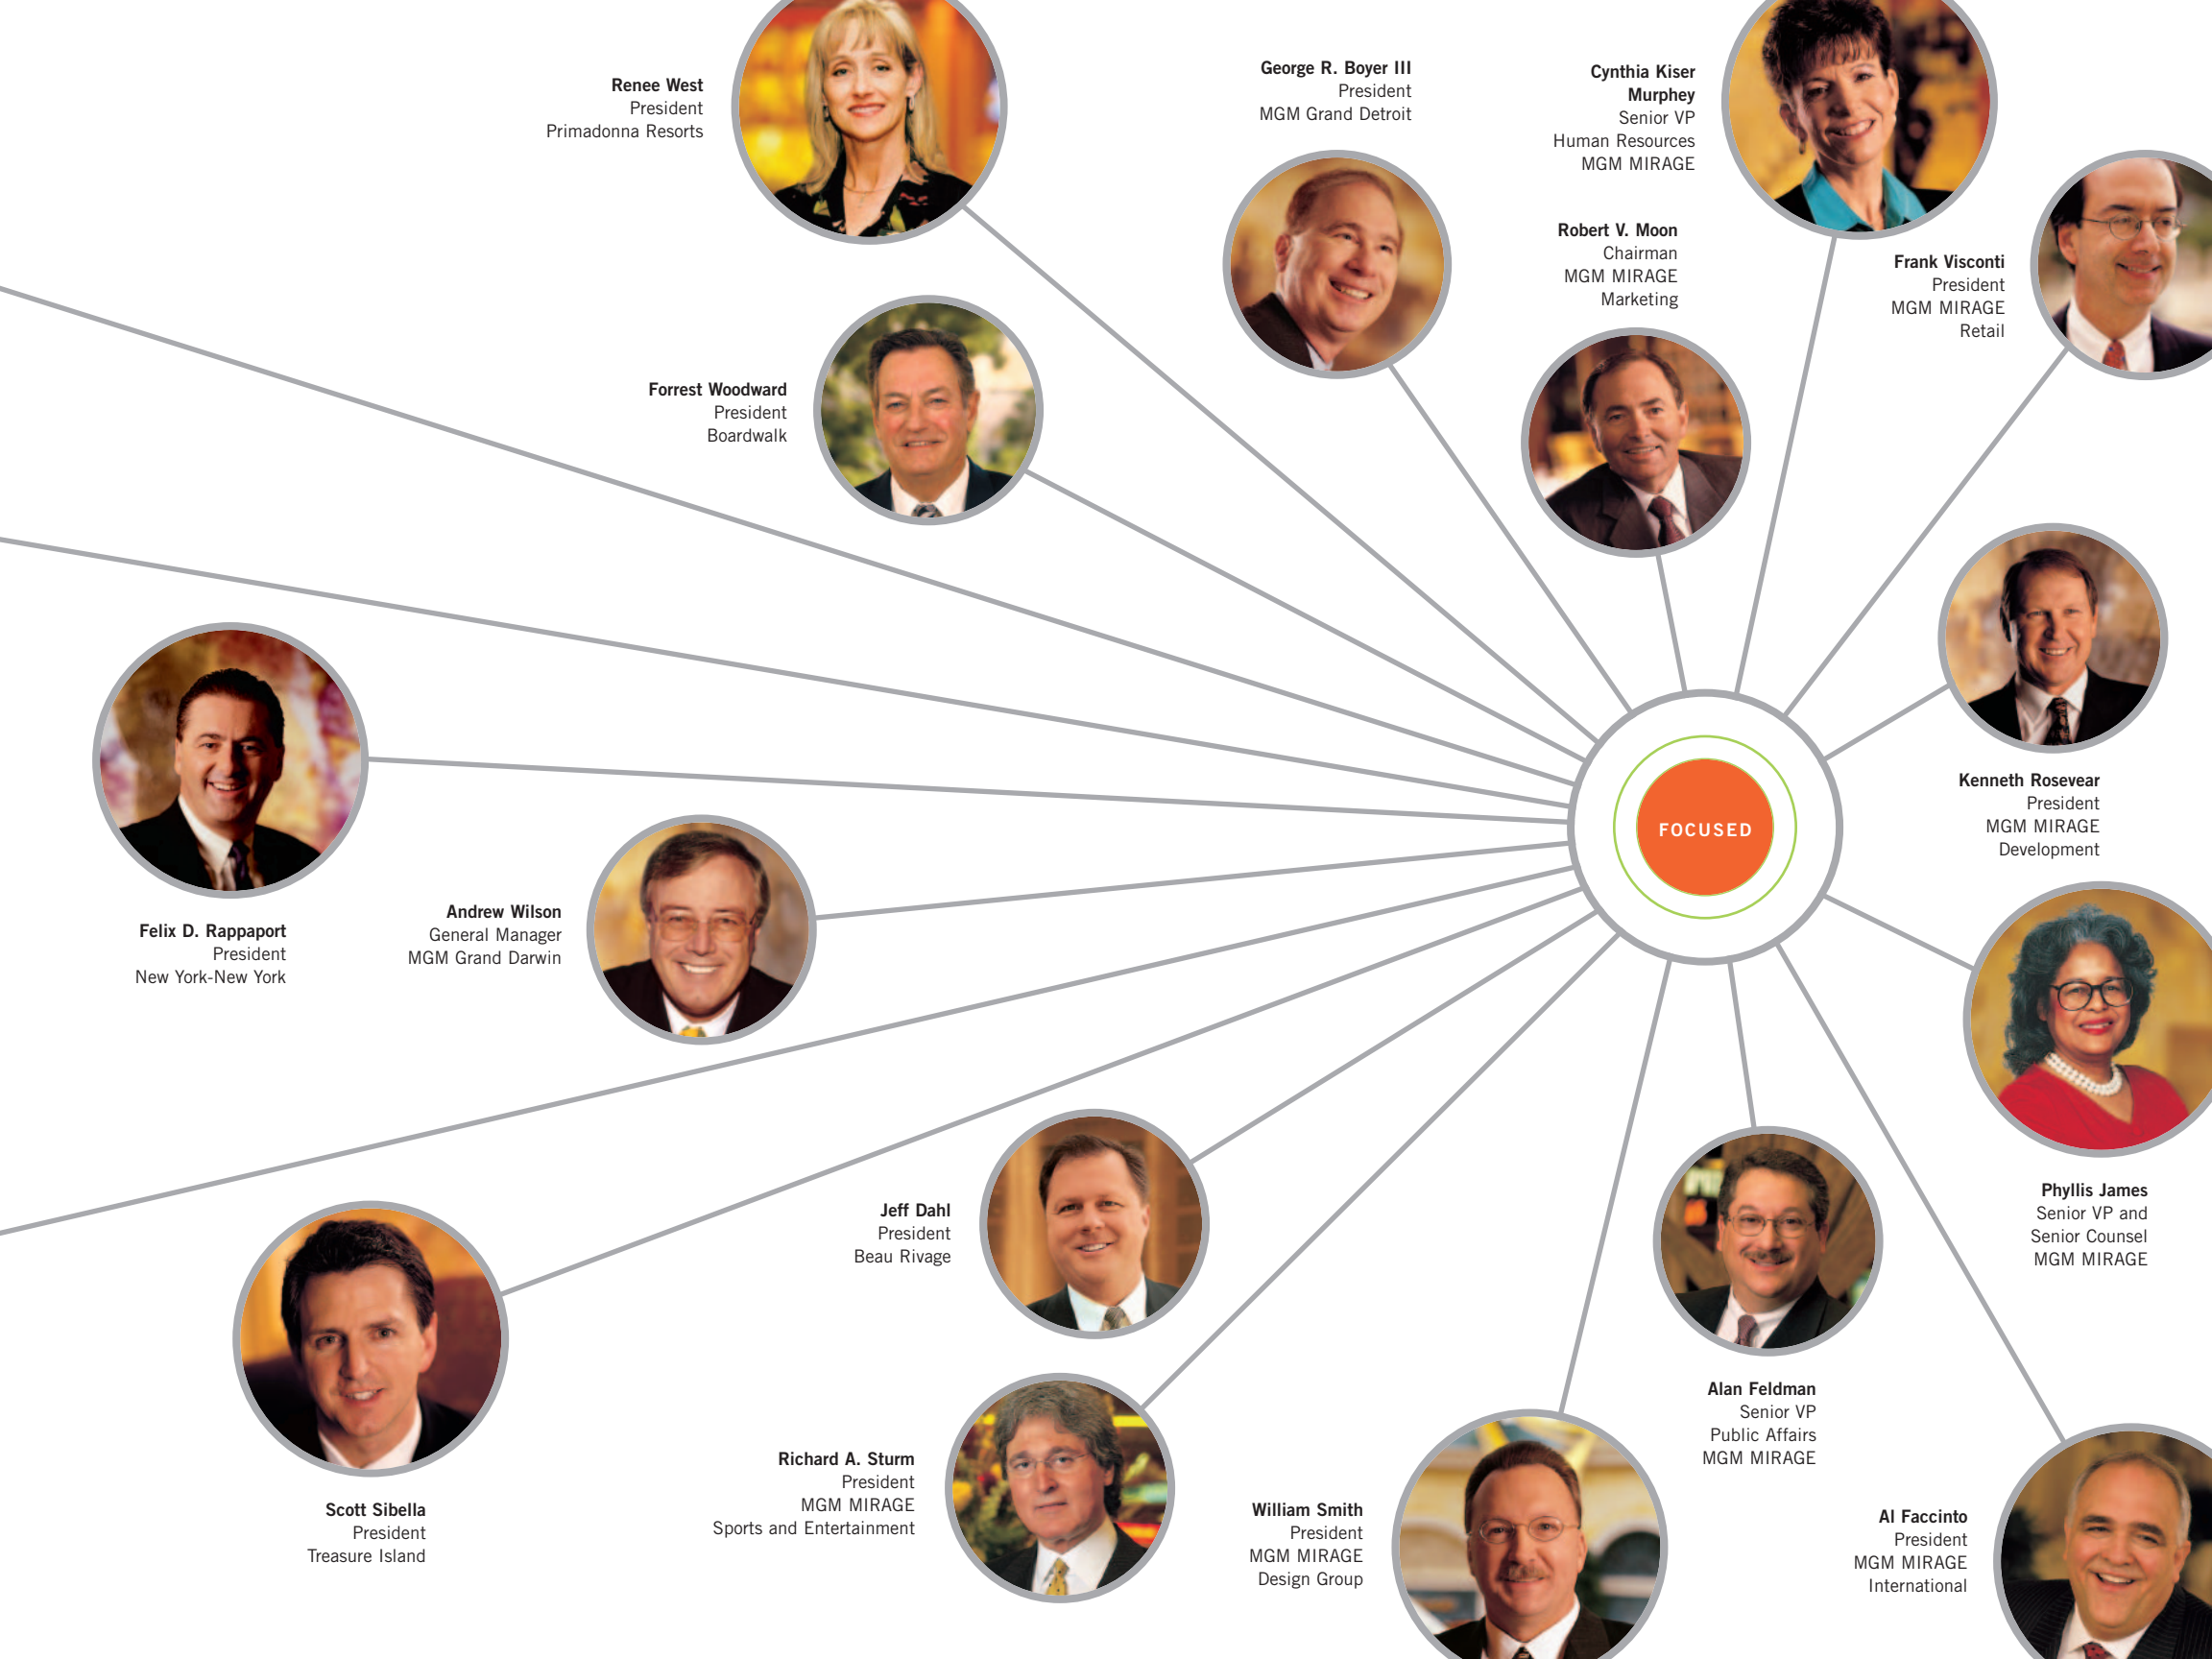 Renee West
President
Primadonna Resorts
George R. Boyer III
President
MGM Grand Detroit
Cynthia Kiser
Murphey
Senior VP
Human Resources
MGM MIRAGE
Robert V. Moon
Chairman
MGM MIRAGE
Marketing
Frank Visconti
President
MGM MIRAGE
Retail
Forrest Woodward
President
Boardwalk
Kenneth Rosevear
President
MGM MIRAGE
Development
FOCUSED
Felix D. Rappaport
President
New York-New York
Andrew Wilson
General Manager
MGM Grand Darwin
Jeff Dahl
President
Beau Rivage
Phyllis James
Senior VP and
Senior Counsel
MGM MIRAGE
Alan Feldman
Senior VP
Public Affairs
MGM MIRAGE
Scott Sibella
President
Treasure Island
Richard A. Sturm
President
MGM MIRAGE
Sports and Entertainment
William Smith
President
MGM MIRAGE
Design Group
Al Faccinto
President
MGM MIRAGE
International